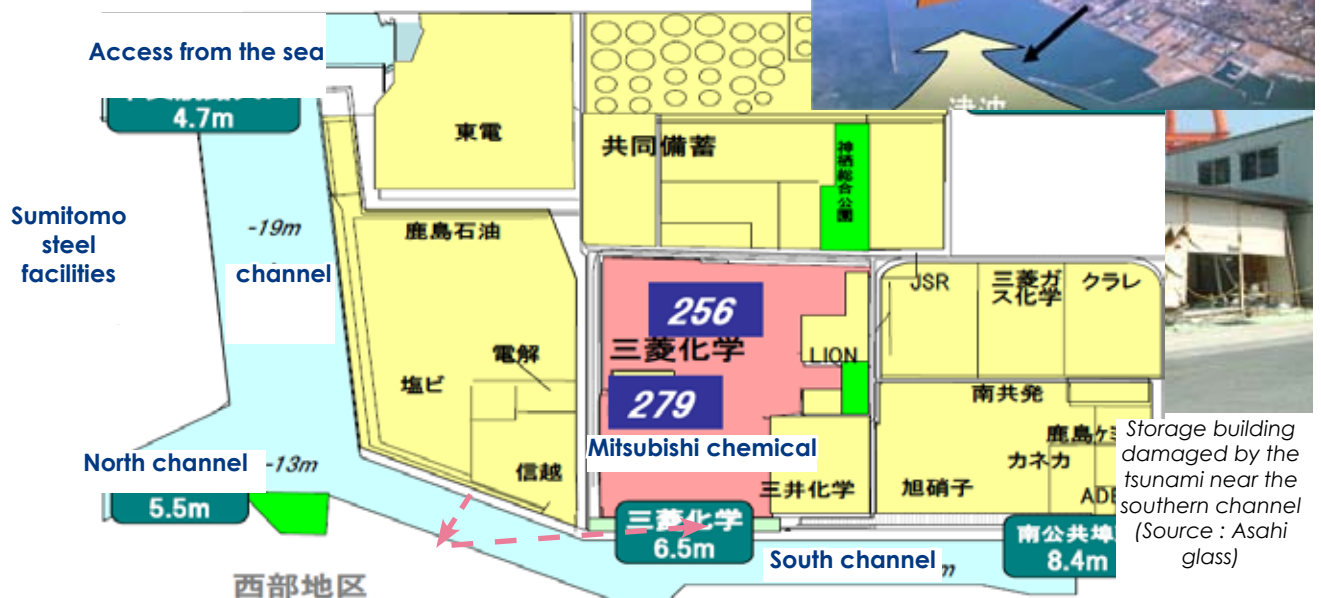 Access from the sea
4.7m
東電
共同備蓄
神栖総合公園
津波
Sumitomo
steel
facilities
-19m
channel
鹿島石油
256
三菱化学
279
Mitsubishi chemical
電解
塩ビ
信越
LION
JSR
三菱ガ
ス化学
クラレ
南共発
鹿島ケミ
カネカ
旭硝子
三井化学
North channel
-13m
5.5m
三菱化学
6.5m
South channel
南公共埠
8.4m
西部地区
Storage building
damaged by the
tsunami near the
southern channel
(Source : Asahi
glass)